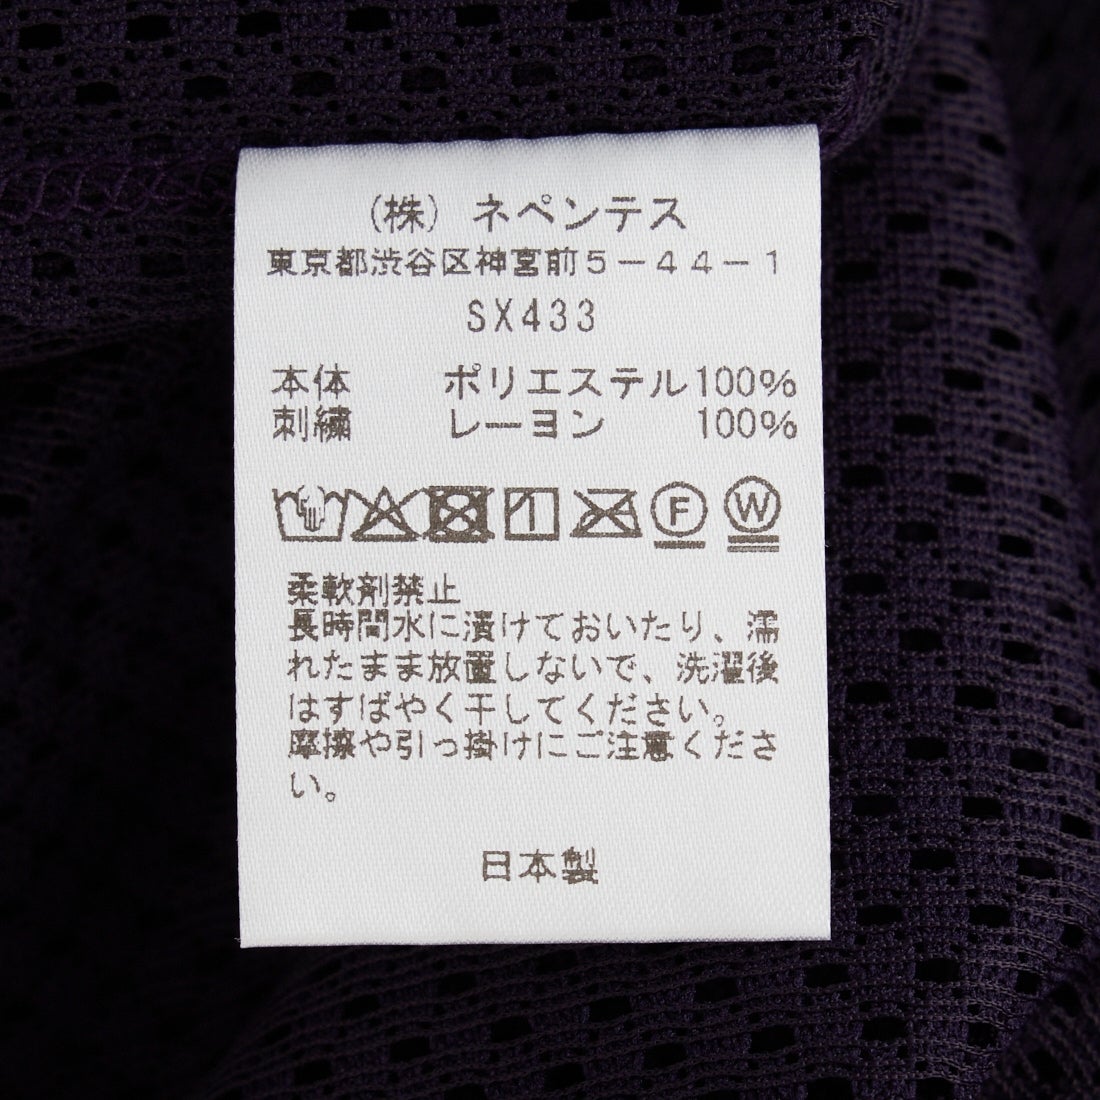 (株) ネペンテス
東京都渋谷区神宮前5-44-1
SX433
本体 ポリエステル100%
刺繍 レーヨン 100%
F W
柔軟剤禁止
長時間水に漬けておいたり、濡
れたまま放置しないで、洗濯後
はすばやく干してください。
摩擦や引っ掛けにご注意くださ
い。
日本製